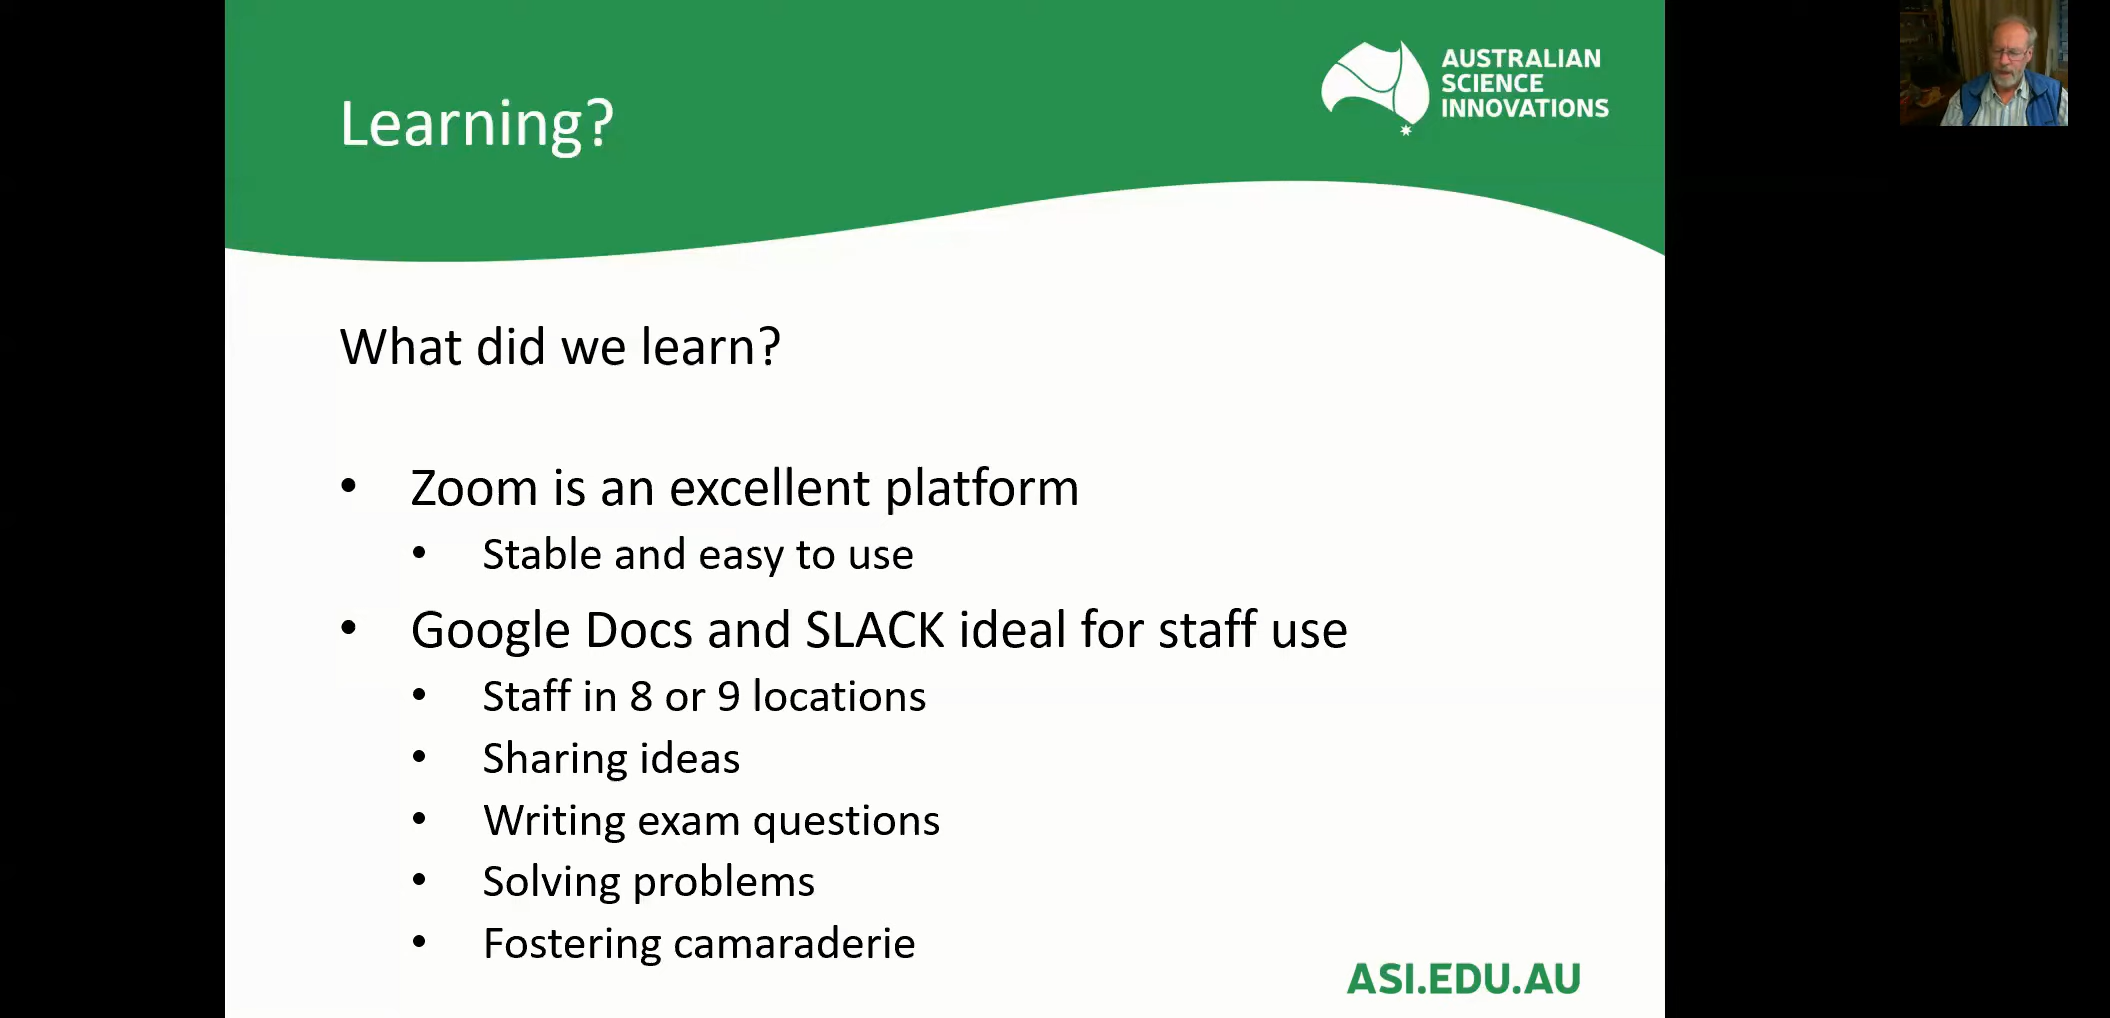 Learning?
AUSTRALIAN
SCIENCE
INNOVATIONS
What did we learn?
• Zoom is an excellent platform
• Stable and easy to use
• Google Docs and SLACK ideal for staff use
• Staff in 8 or 9 locations
• Sharing ideas
• Writing exam questions
• Solving problems
• Fostering camaraderie
ASI.EDU.AU